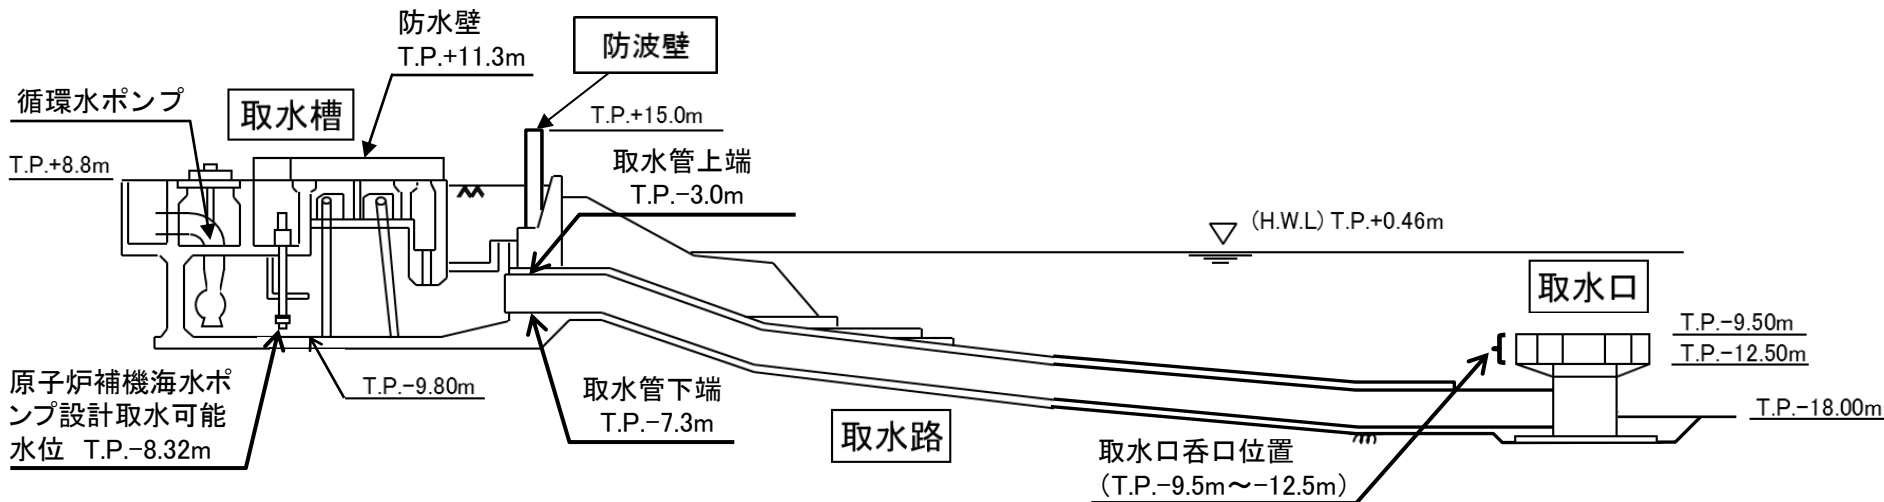 防水壁
T.P.+11.3m
防波壁
循環水ポンプ
取水槽
T.P.+15.0m
T.P.+8.8m
取水管上端
T.P.-3.0m
(H.W.L) T.P.+0.46m
取水口
T.P.-9.50m
T.P.-12.50m
原子炉補機海水ポ
ンプ設計取水可能
水位 T.P.-8.32m
T.P.-9.80m
取水管下端
T.P.-7.3m
取水路
T.P.-18.00m
取水口呑口位置
(T.P.-9.5m～-12.5m)